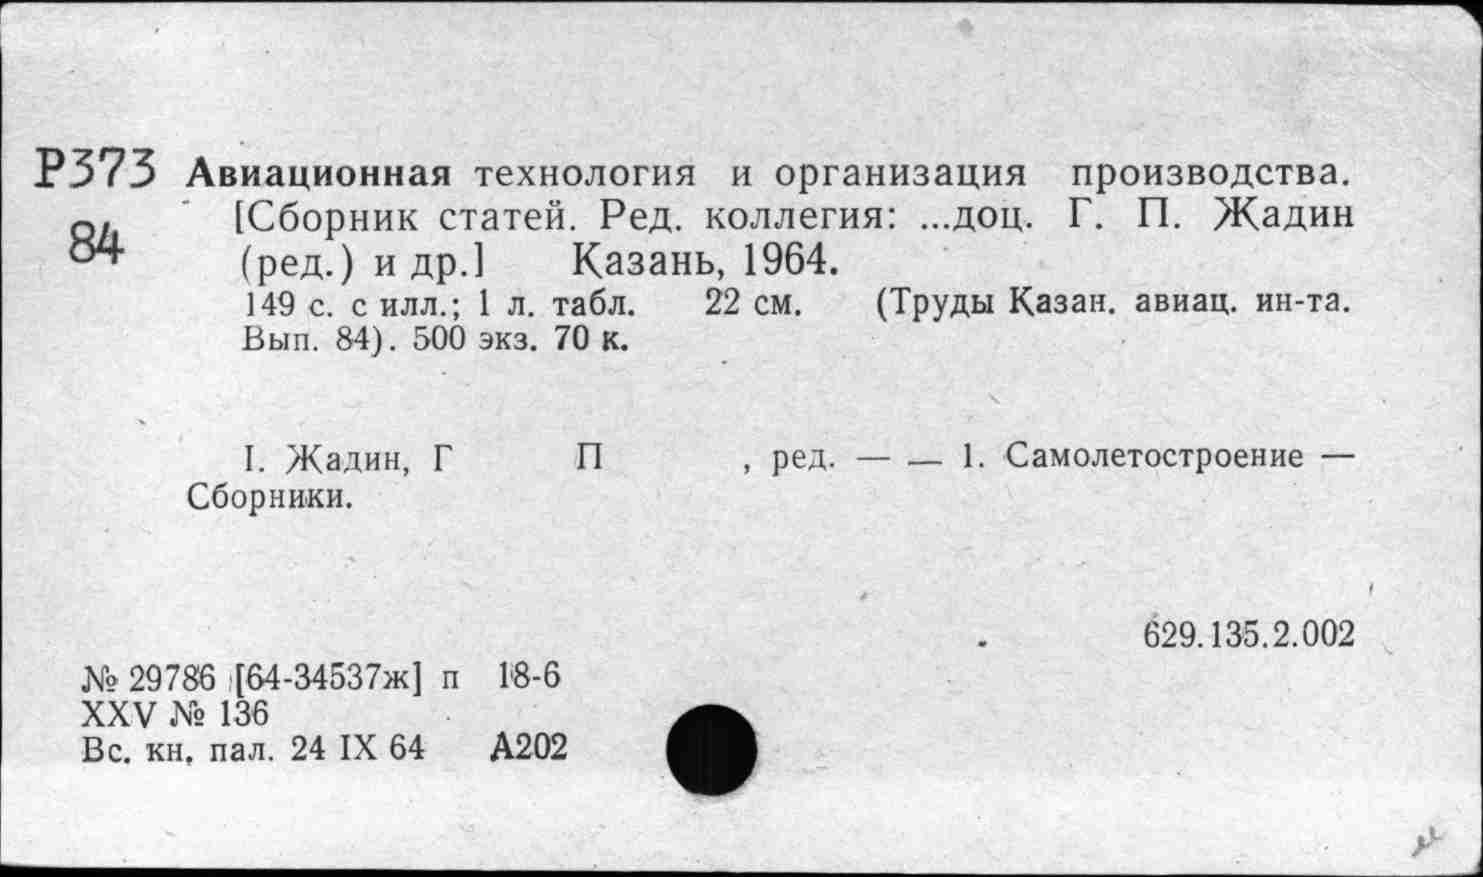 Р373 Авиационная технология и организация производства.
84 [Сборник статей. Ред. коллегия: ...доц. Г. П. Жадин
(ред.) и др.] Казань, 1964.
149 с. с илл.; 1 л. табл. 22 см. (Труды Казан. авиац. ин-та.
Вып. 84). 500 экз. 70 к.
I. Жадин, Г П , ред. — — 1. Самолетостроение —
Сборники.
629.135.2.002
№ 29786 [64-34537ж] п 18-6
XXV № 136
Вс. кн. пал. 24 IX 64 А202